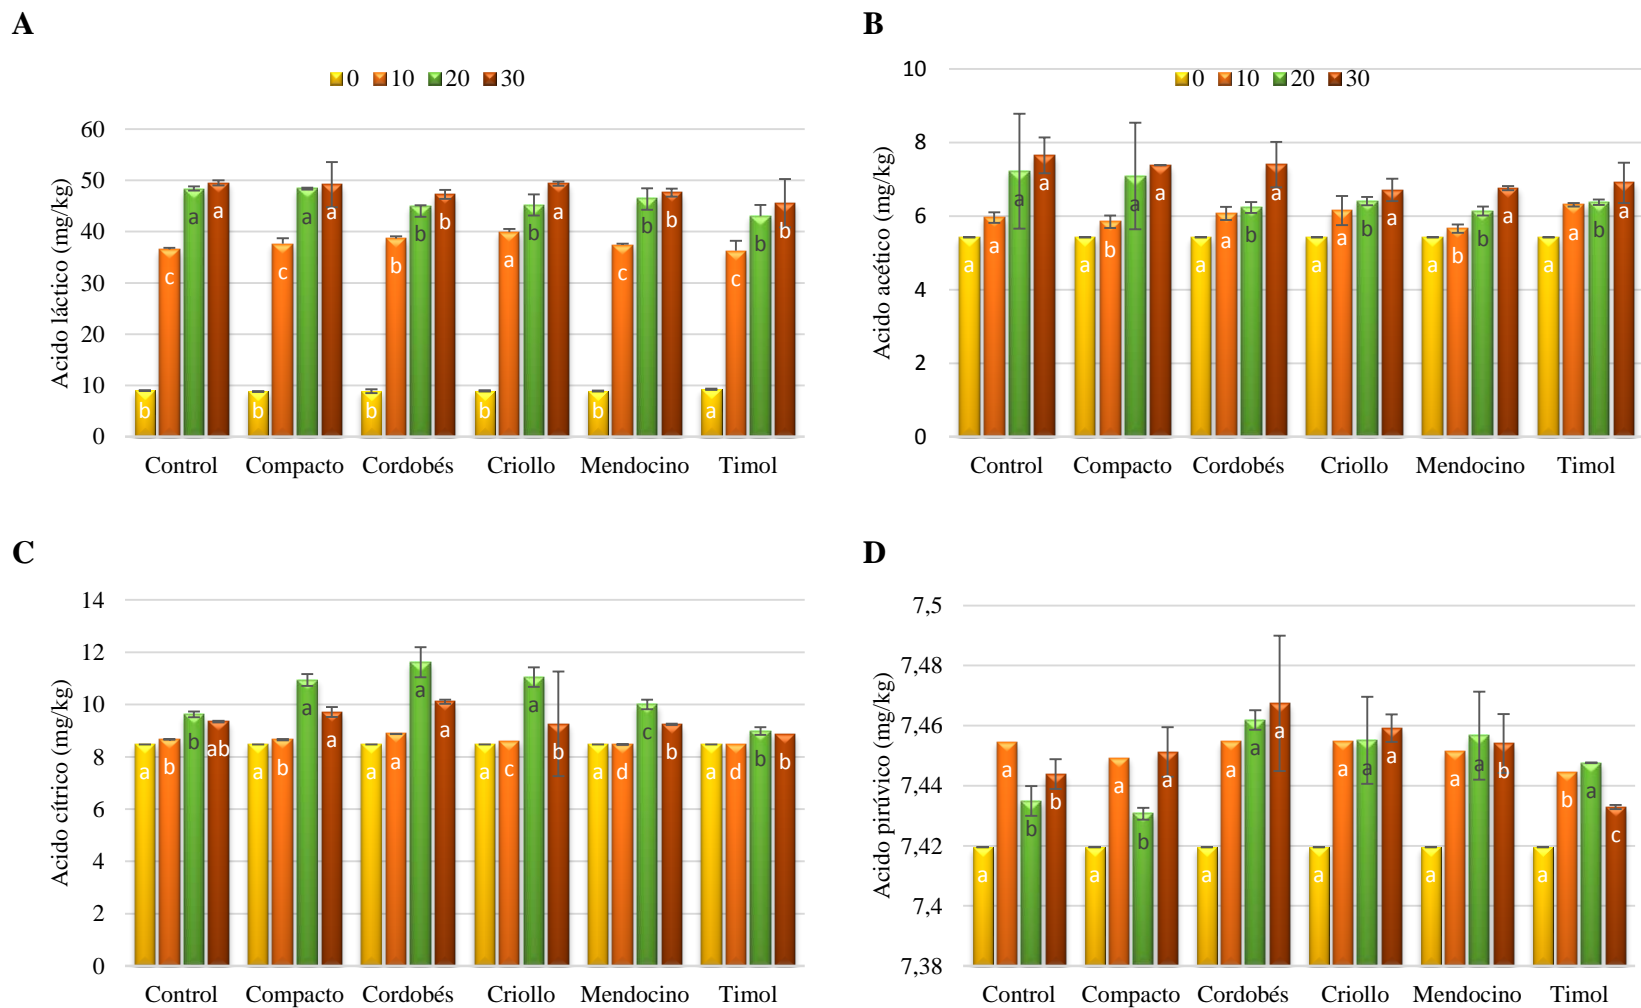 A
0 10 20 30
Acido láctico (mg/kg)
60
50
40
30
20
10
0
b c a a
b c a a
b b b b
b a b a
b c b b
a c b b
Control Compacto Cordobés Criollo Mendocino Timol
B
0 10 20 30
Acido acético (mg/kg)
10
8
6
4
2
0
a a a a
a b a a
a a b a
a a b a
a b b a
a a b a
Control Compacto Cordobés Criollo Mendocino Timol
C
Acido cítrico (mg/kg)
14
12
10
8
6
4
2
0
a b b ab
a b a a
a a a a
a c a b
a d c b
a d b b
Control Compacto Cordobés Criollo Mendocino Timol
D
Acido pirúvico (mg/kg)
7,5
7,48
7,46
7,44
7,42
7,4
7,38
a a b b
a a b a
a a a a
a a a a
a a a b
a b a c
Control Compacto Cordobés Criollo Mendocino Timol